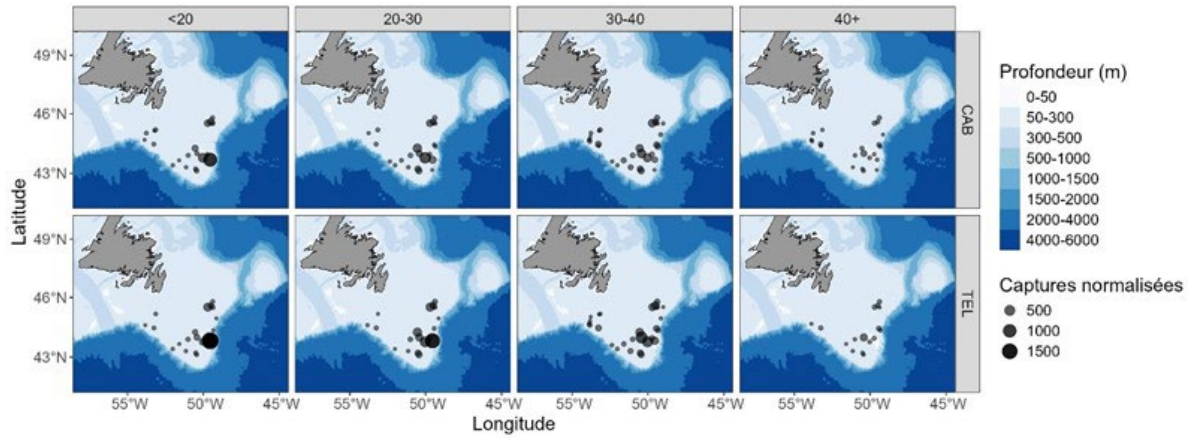 <20 20-30 30-40 40+
49°N
46°N
43°N
CAB
49°N
46°N
43°N
TEL
55°W 50°W 45°W 55°W 50°W 45°W 55°W 50°W 45°W 55°W 50°W 45°W
Latitude
Longitude
Profondeur (m)
0-50
50-300
300-500
500-1000
1000-1500
1500-2000
2000-4000
4000-6000
Captures normalisées
500
1000
1500